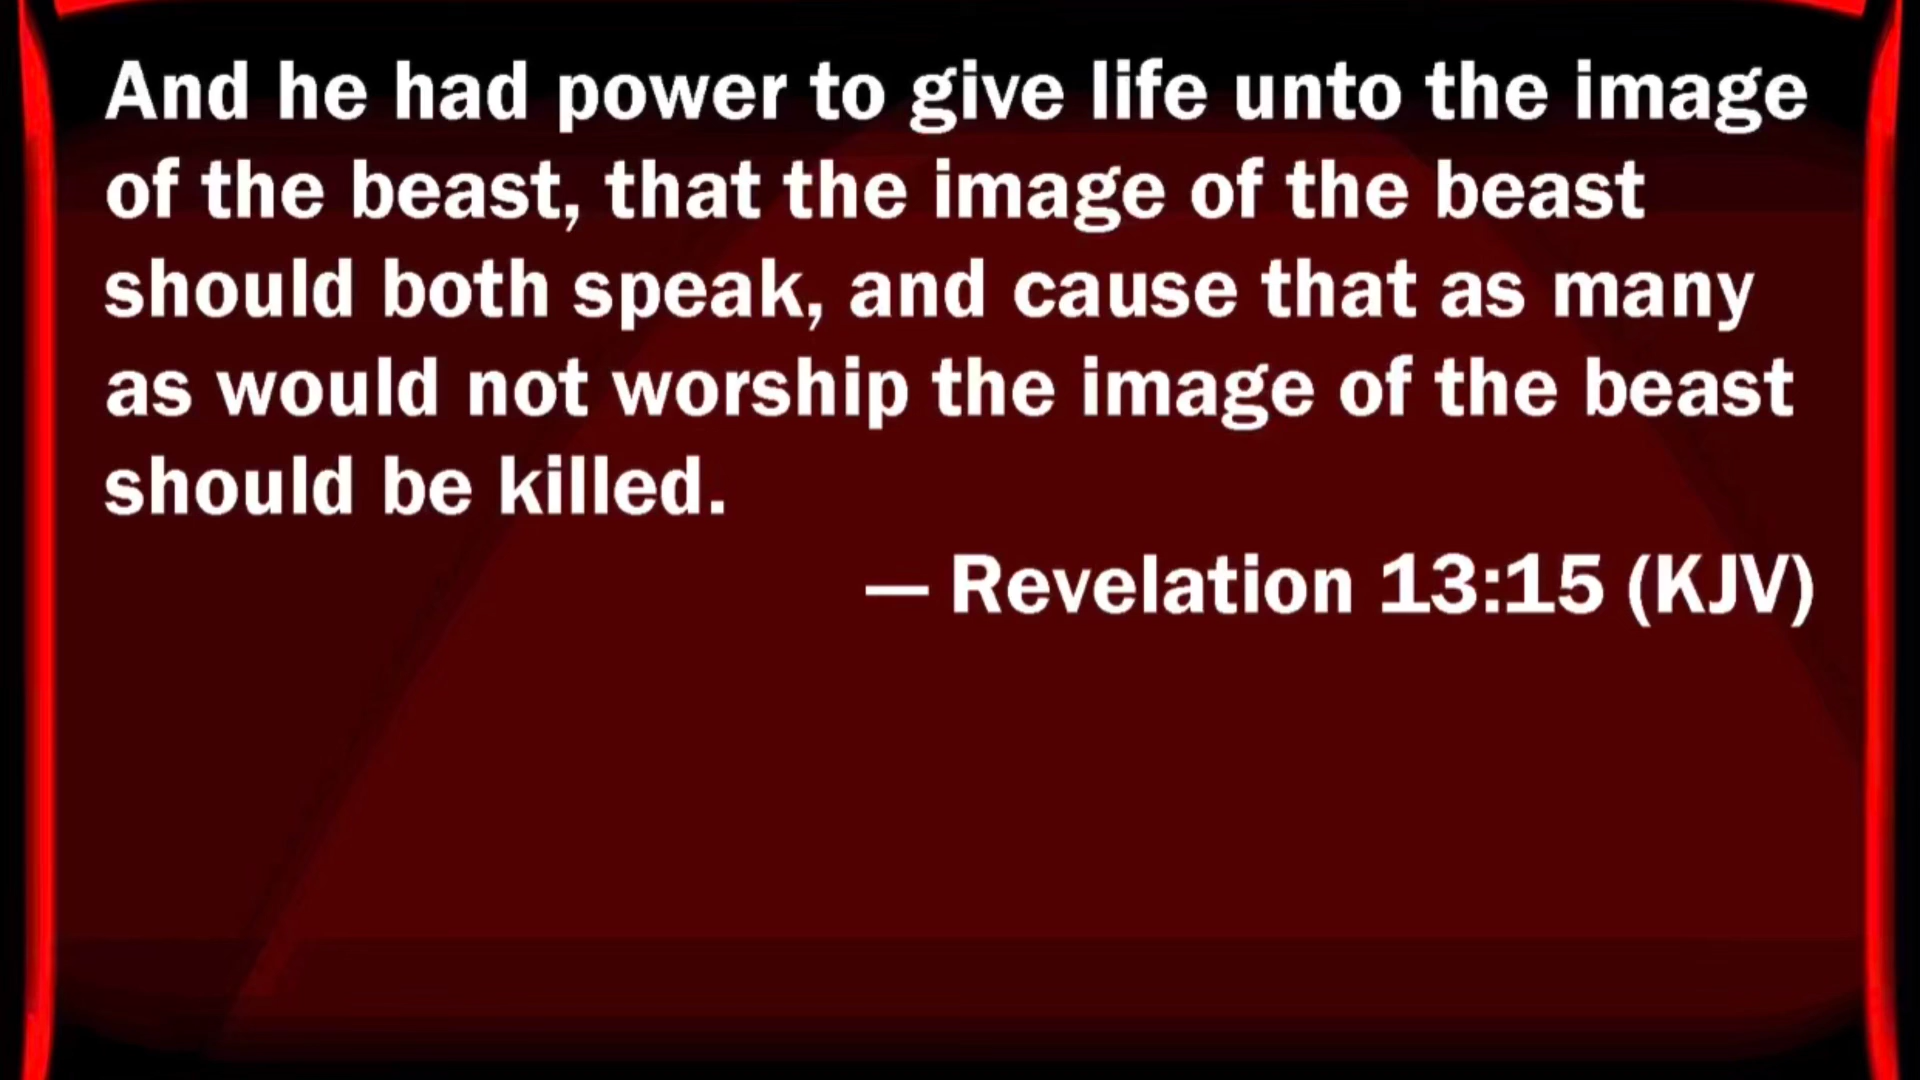 And he had power to give life unto the image
of the beast, that the image of the beast
should both speak, and cause that as many
as would not worship the image of the beast
should be killed.
— Revelation 13:15 (KJV)